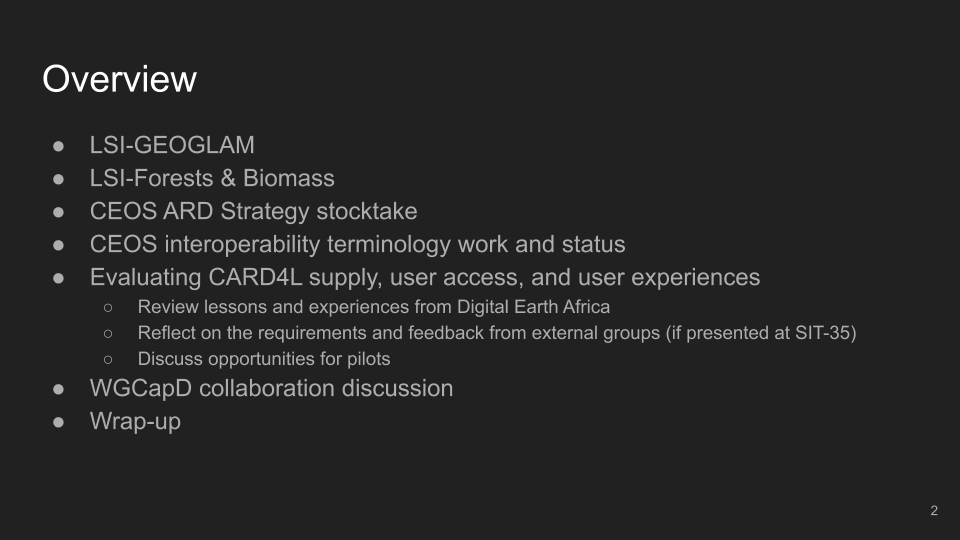 Overview
● LSI-GEOGLAM
● LSI-Forests & Biomass
● CEOS ARD Strategy stocktake
● CEOS interoperability terminology work and status
● Evaluating CARD4L supply, user access, and user experiences
○ Review lessons and experiences from Digital Earth Africa
○ Reflect on the requirements and feedback from external groups (if presented at SIT-35)
○ Discuss opportunities for pilots
● WGCapD collaboration discussion
● Wrap-up
2